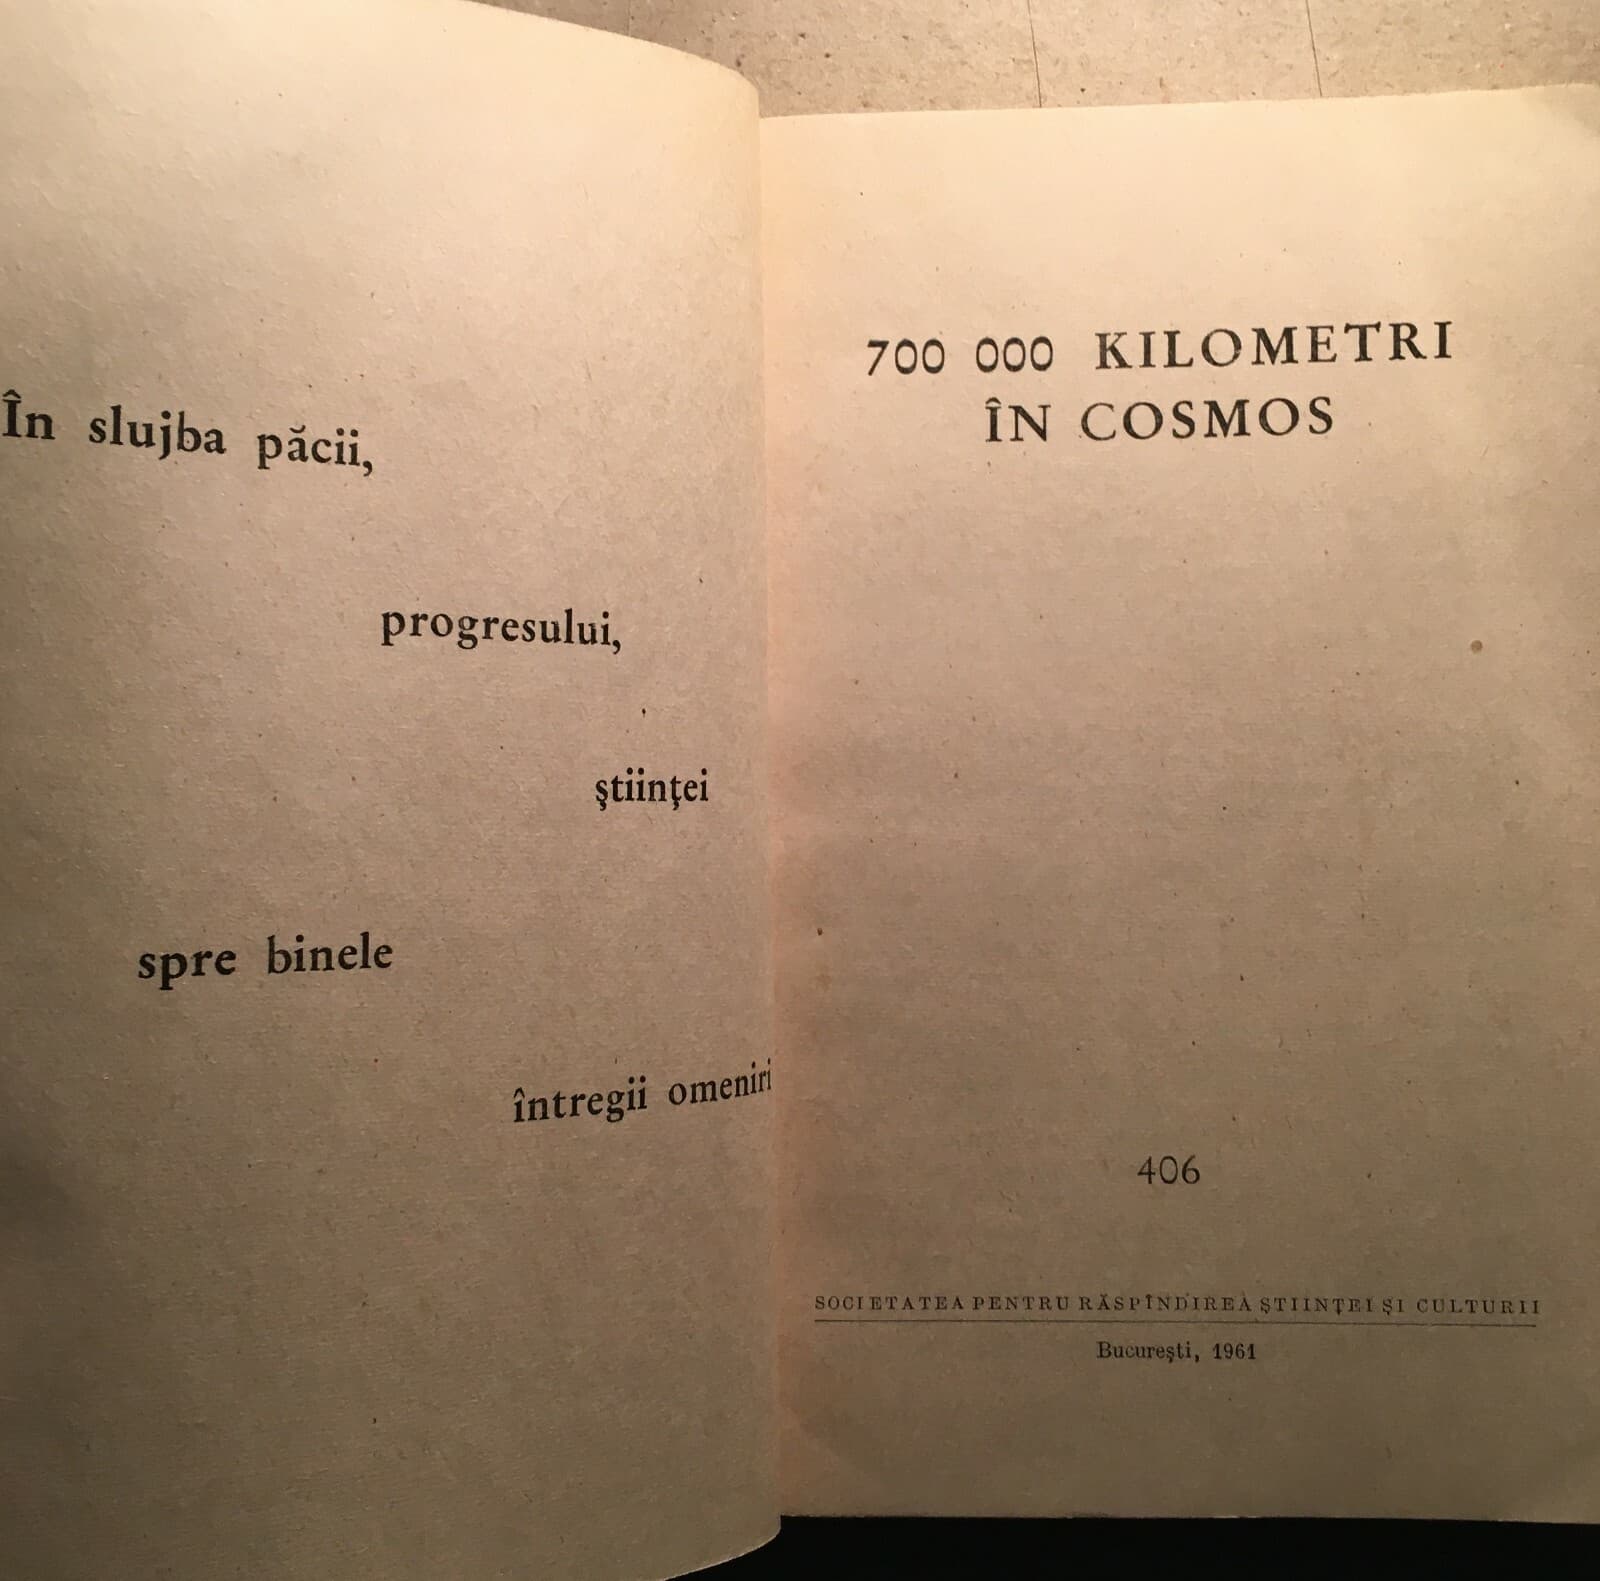 În slujba păcii,
progresului,
ştiinţei
spre binele
întregii omeniri
700 000 KILOMETRI
ÎN COSMOS
406
SOCIETATEA PENTRU RĂSPÎNDIREA ŞTIINŢEI ŞI CULTURII
Bucureşti, 1961